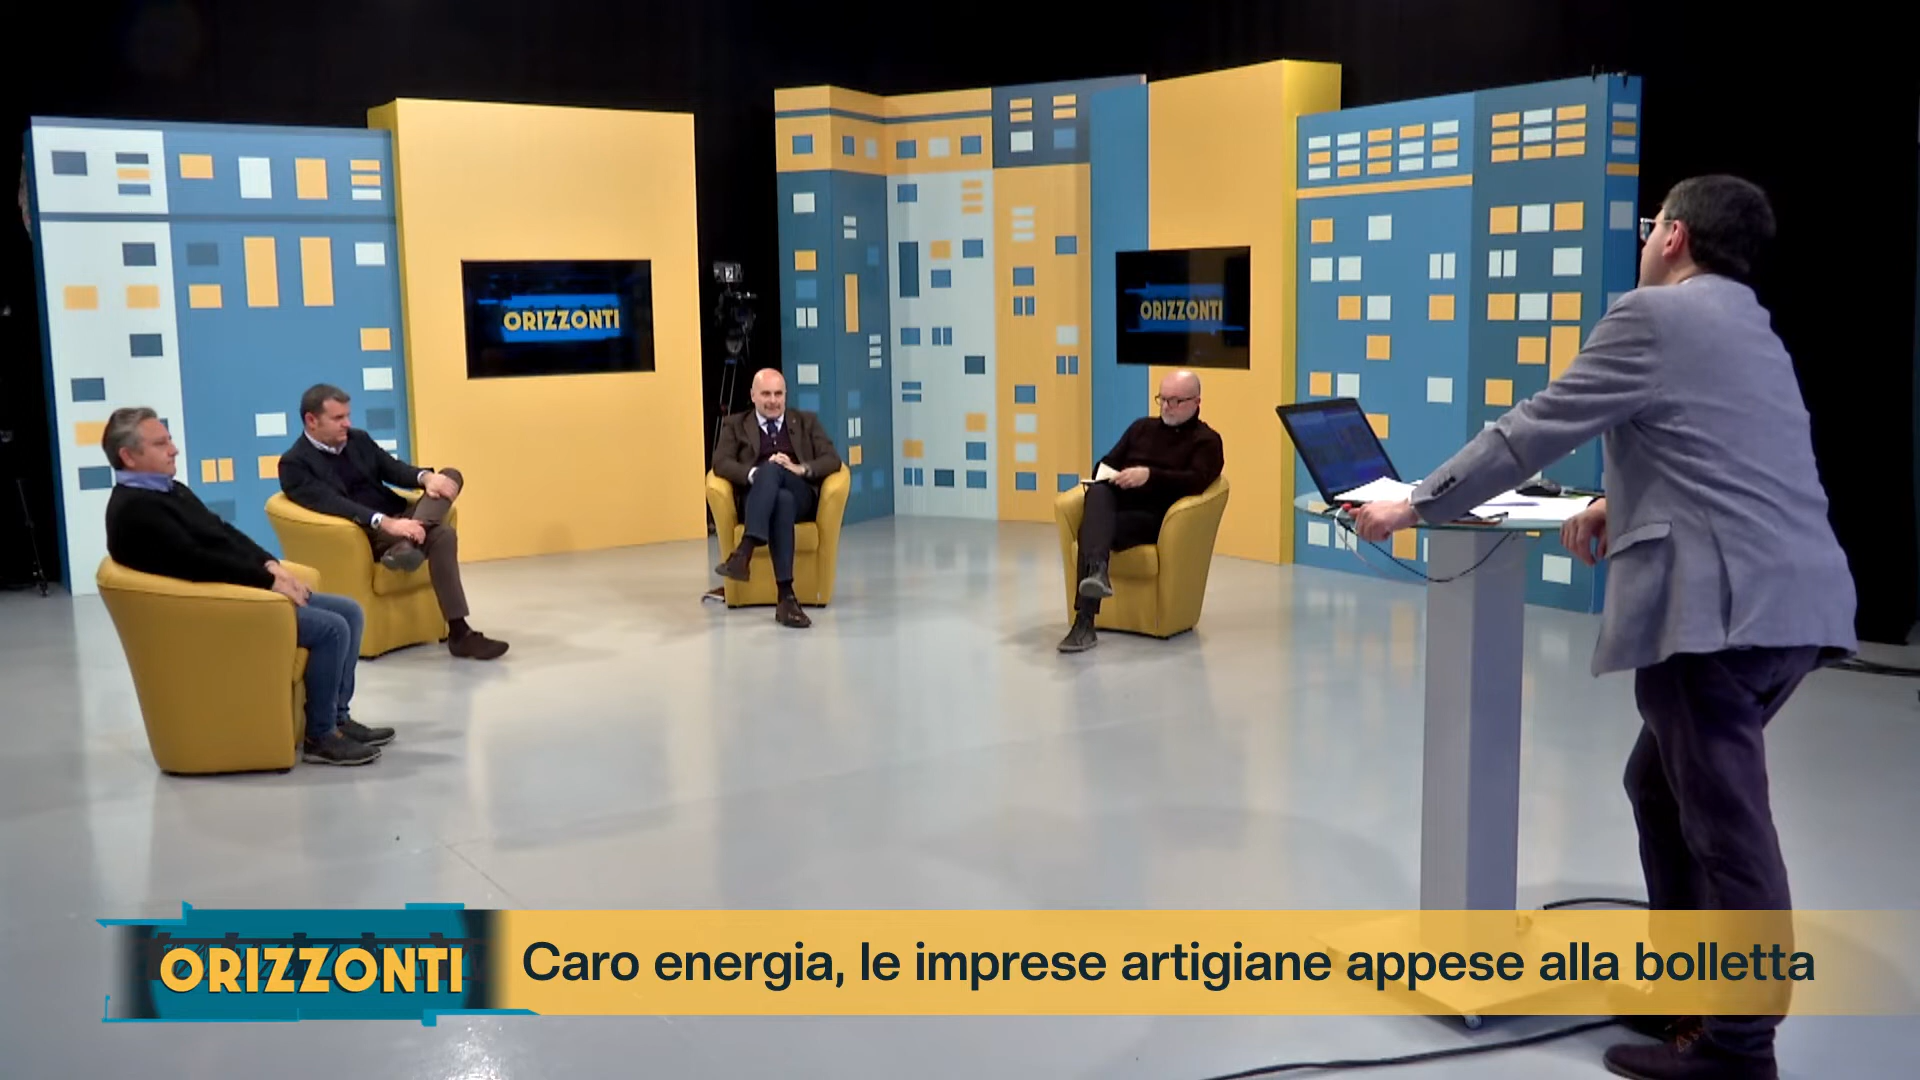 ORIZZONTI
ORIZZONTI
ORIZZONTI
Caro energia, le imprese artigiane appese alla bolletta